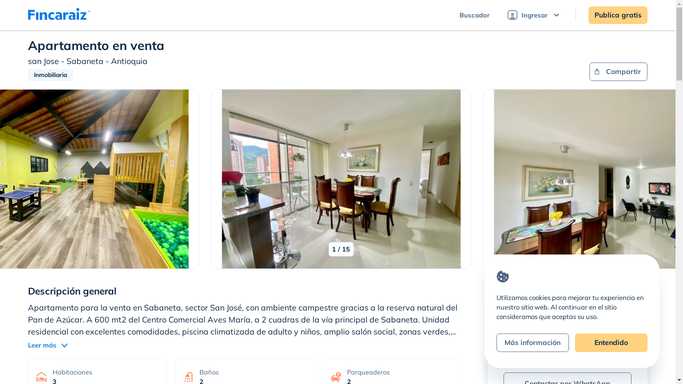 Fincaraiz
Buscador
Ingresar
Publica gratis
Apartamento en venta
san Jose - Sabaneta - Antioquia
Inmobiliaria
Compartir
1 / 15
Descripción general
Apartamento para la venta en Sabaneta, sector San José, con ambiente campestre gracias a la reserva natural del
Pan de Azúcar. A 600 mt2 del Centro Comercial Aves María, a 2 cuadras de la vía principal de Sabaneta. Unidad
residencial con excelentes comodidades, piscina climatizada de adulto y niños, amplio salón social, zonas verdes,...
Leer más
Habitaciones
3
Baños
2
Parqueaderos
2
Utilizamos cookies para mejorar tu experiencia en
nuestro sitio web. Al continuar en el sitio
consideramos que aceptas su uso.
Más información
Entendido
Contactar por WhatsApp